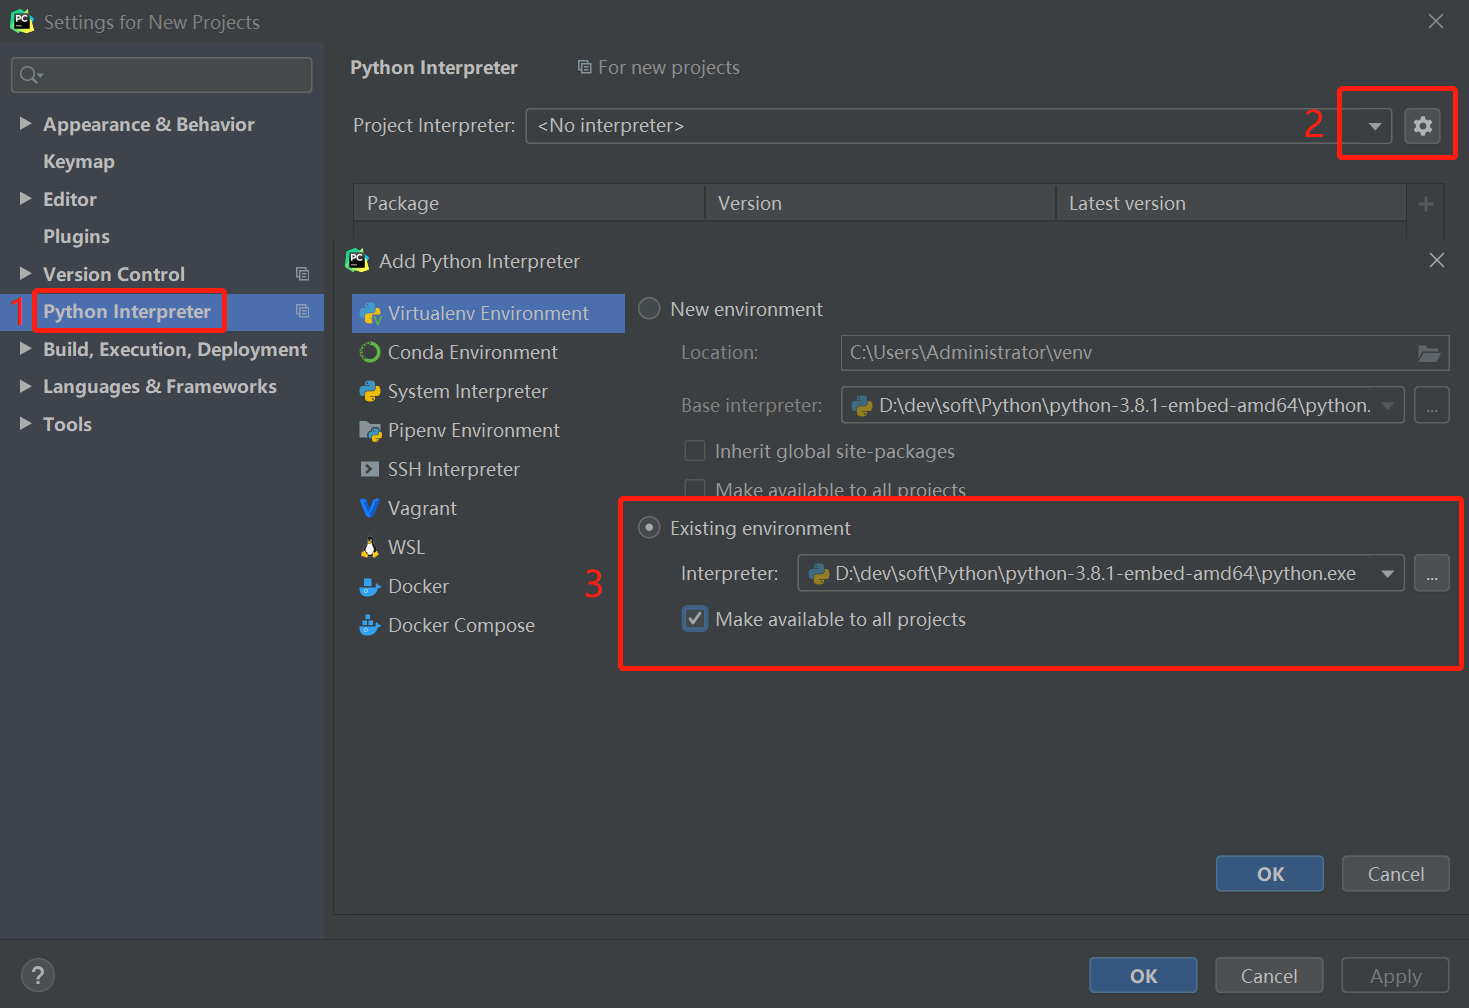 Settings for New Projects
Python Interpreter
For new projects
Project Interpreter:
<No interpreter>
2
Appearance & Behavior
Keymap
Editor
Plugins
Version Control
1
Python Interpreter
Build, Execution, Deployment
Languages & Frameworks
Tools
Package
Version
Latest version
Add Python Interpreter
Virtualenv Environment
Conda Environment
System Interpreter
Pipenv Environment
SSH Interpreter
Vagrant
WSL
Docker
Docker Compose
New environment
Location:
C:\Users\Administrator\venv
Base interpreter:
D:\dev\soft\Python\python-3.8.1-embed-amd64\python.
...
Inherit global site-packages
Make available to all projects
3
Existing environment
Interpreter:
D:\dev\soft\Python\python-3.8.1-embed-amd64\python.exe
...
Make available to all projects
OK
Cancel
?
OK
Cancel
Apply